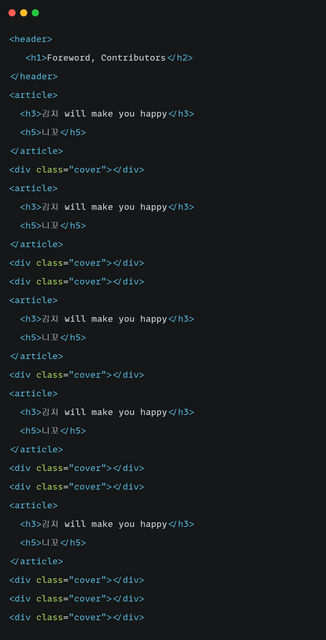 <header>
<h1>Foreword, Contributors</h2>
</header>
<article>
<h3>김치 will make you happy</h3>
<h5>니꼬</h5>
</article>
<div class="cover"></div>
<article>
<h3>김치 will make you happy</h3>
<h5>니꼬</h5>
</article>
<div class="cover"></div>
<div class="cover"></div>
<article>
<h3>김치 will make you happy</h3>
<h5>니꼬</h5>
</article>
<div class="cover"></div>
<article>
<h3>김치 will make you happy</h3>
<h5>니꼬</h5>
</article>
<div class="cover"></div>
<div class="cover"></div>
<article>
<h3>김치 will make you happy</h3>
<h5>니꼬</h5>
</article>
<div class="cover"></div>
<div class="cover"></div>
<div class="cover"></div>